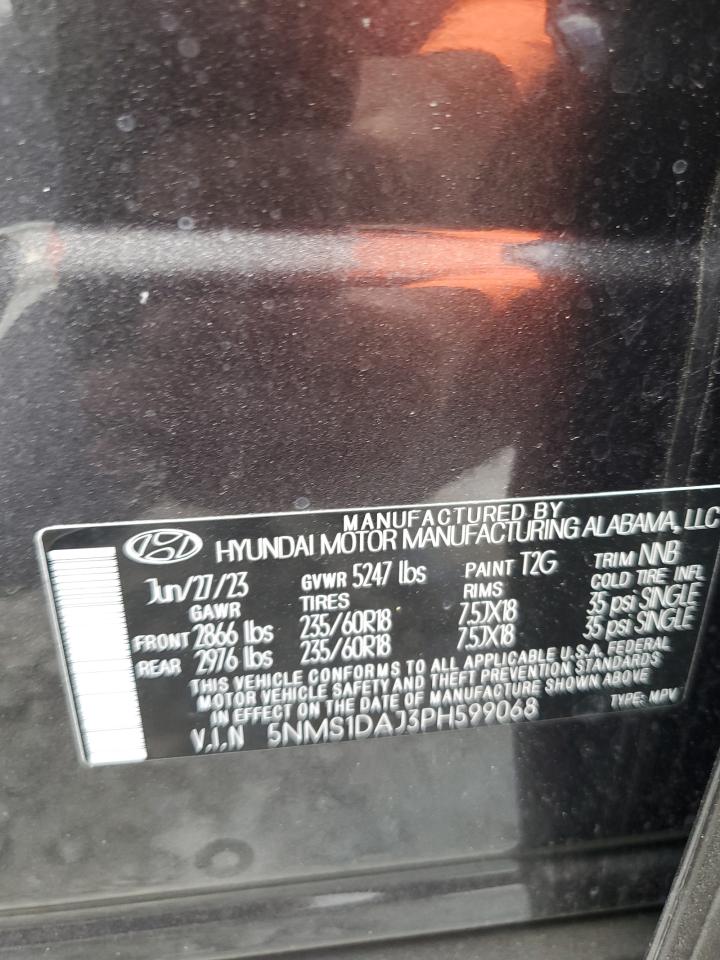 MANUFACTURED BY
HYUNDAI MOTOR MANUFACTURING ALABAMA, LLC
Jun/27/23 GVWR 5247 lbs PAINT T2G TRIM NNB
GAWR TIRES RIMS COLD TIRE INFL
FRONT 2866 lbs 235/60R18 7.5JX18 35 psi SINGLE
REAR 2976 lbs 235/60R18 7.5JX18 35 psi SINGLE
THIS VEHICLE CONFORMS TO ALL APPLICABLE U.S.A. FEDERAL
MOTOR VEHICLE SAFETY AND THEFT PREVENTION STANDARDS
IN EFFECT ON THE DATE OF MANUFACTURE SHOWN ABOVE
V.I.N 5NMS1DAJ3PH599068 TYPE: MPV